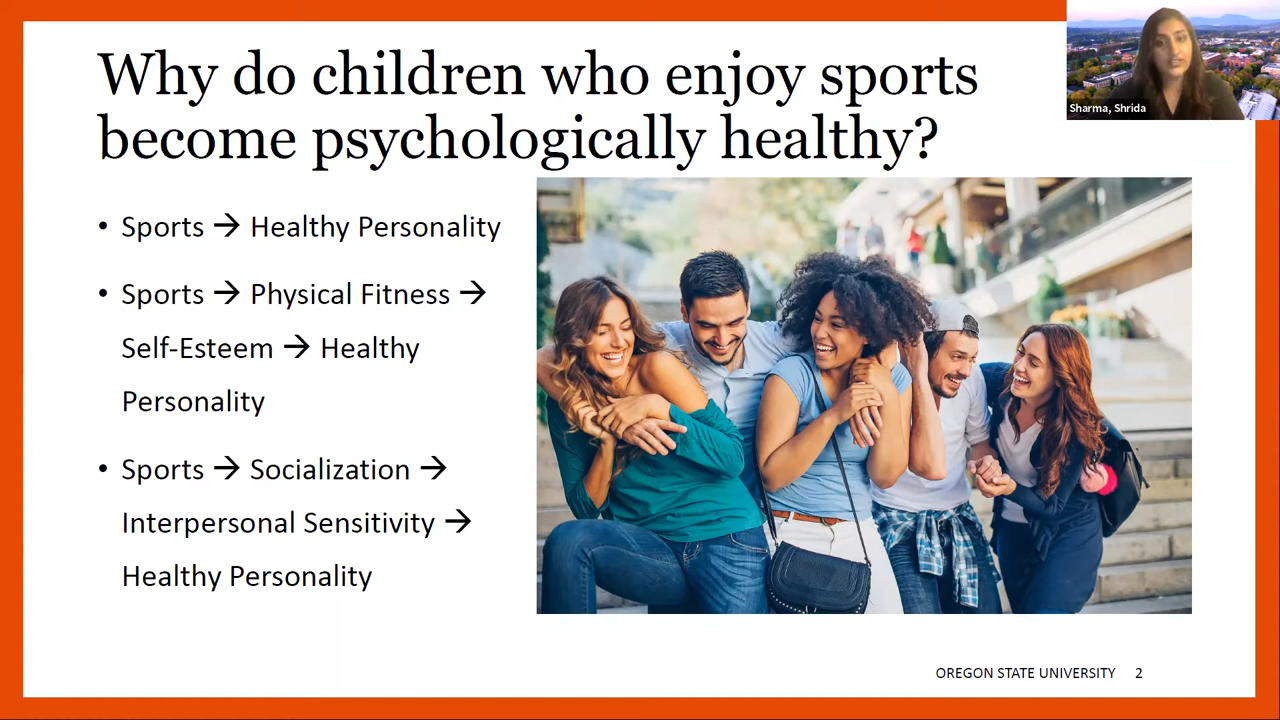 Why do children who enjoy sports
become psychologically healthy?
Sharma, Shrida
• Sports → Healthy Personality
• Sports → Physical Fitness →
Self-Esteem → Healthy
Personality
• Sports → Socialization →
Interpersonal Sensitivity →
Healthy Personality
OREGON STATE UNIVERSITY 2